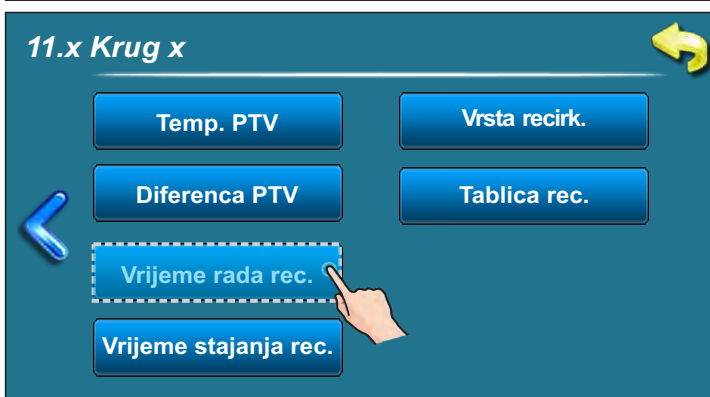 11.x Krug x
Temp. PTV
Vrsta recirk.
Diferenca PTV
Tablica rec.
Vrijeme rada rec.
Vrijeme stajanja rec.